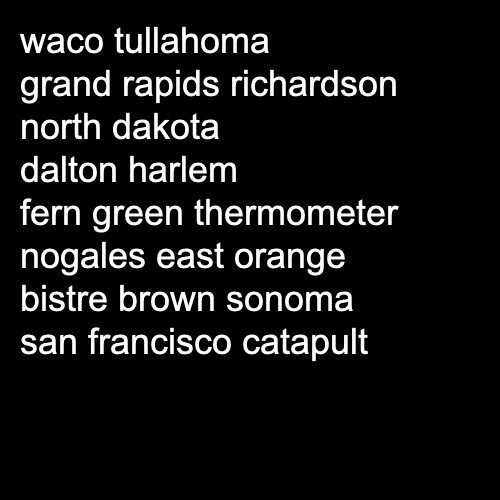 waco tullahoma
grand rapids richardson
north dakota
dalton harlem
fern green thermometer
nogales east orange
bistre brown sonoma
san francisco catapult